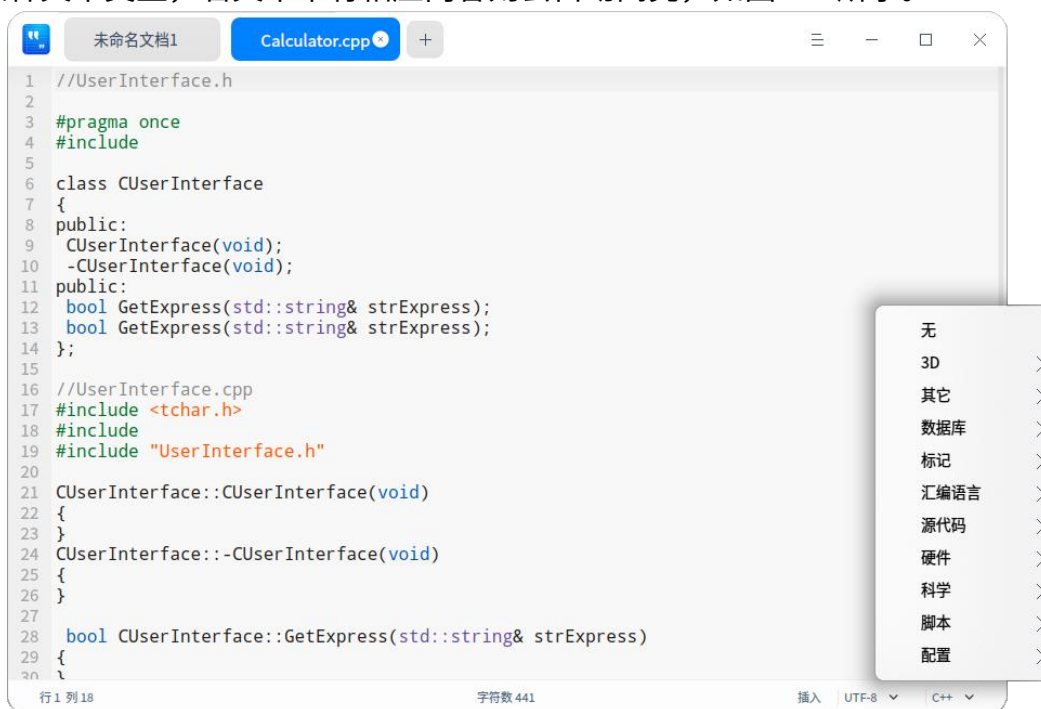 未命名文档1
Calculator.cpp
1 //UserInterface.h
2
3 #pragma once
4 #include
5
6 class CUserInterface
7 {
8 public:
9 CUserInterface(void);
10 -CUserInterface(void);
11 public:
12 bool GetExpress(std::string& strExpress);
13 bool GetExpress(std::string& strExpress);
14 };
15
16 //UserInterface.cpp
17 #include <tchar.h>
18 #include
19 #include "UserInterface.h"
20
21 CUserInterface::CUserInterface(void)
22 {
23 }
24 CUserInterface::-CUserInterface(void)
25 {
26 }
27
28 bool CUserInterface::GetExpress(std::string& strExpress)
29 {
30 }
无
3D
其它
数据库
标记
汇编语言
源代码
硬件
科学
脚本
配置
行1 列18 字符数 441 插入 UTF-8 C++